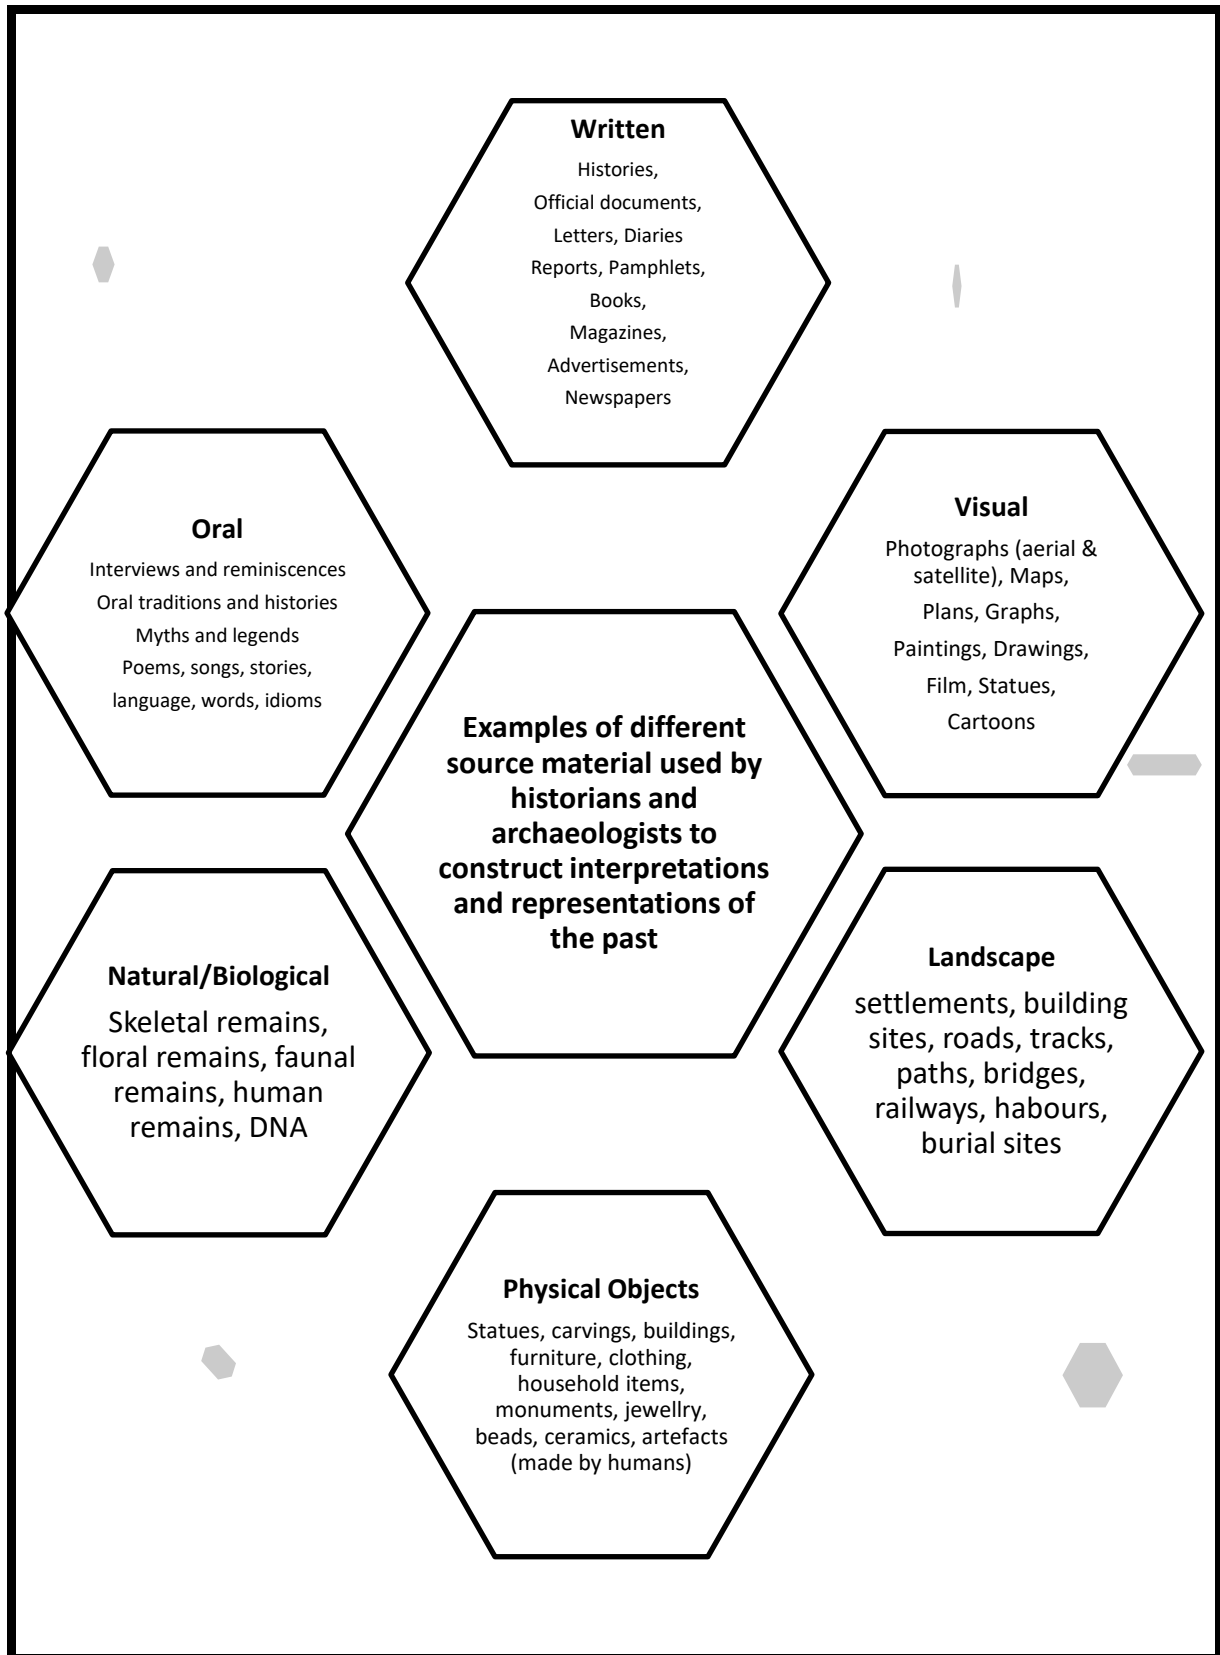 Written
Histories,
Official documents,
Letters, Diaries
Reports, Pamphlets,
Books,
Magazines,
Advertisements,
Newspapers
Oral
Interviews and reminiscences
Oral traditions and histories
Myths and legends
Poems, songs, stories,
language, words, idioms
Visual
Photographs (aerial &
satellite), Maps,
Plans, Graphs,
Paintings, Drawings,
Film, Statues,
Cartoons
Examples of different
source material used by
historians and
archaeologists to
construct interpretations
and representations of
the past
Natural/Biological
Skeletal remains,
floral remains, faunal
remains, human
remains, DNA
Landscape
settlements, building
sites, roads, tracks,
paths, bridges,
railways, habours,
burial sites
Physical Objects
Statues, carvings, buildings,
furniture, clothing,
household items,
monuments, jewellry,
beads, ceramics, artefacts
(made by humans)